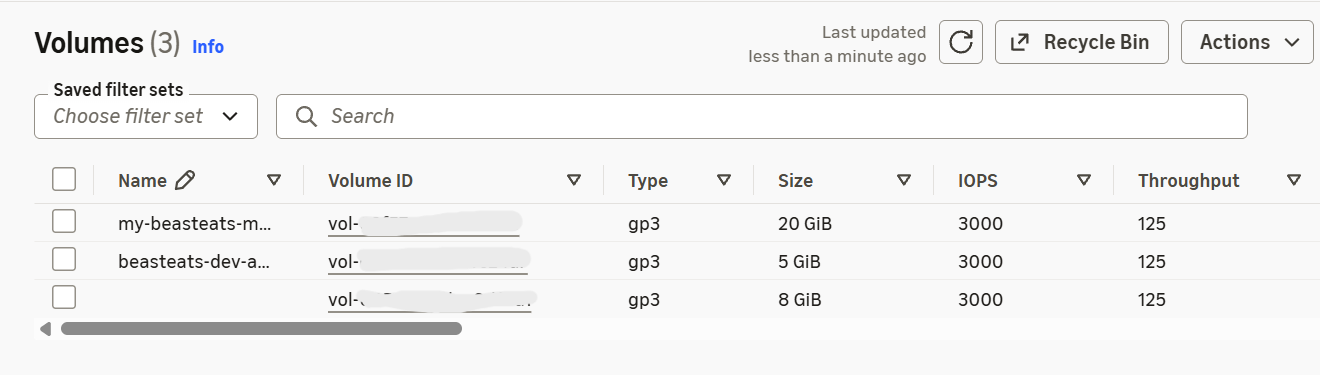 Volumes (3) Info
Last updated
less than a minute ago
Recycle Bin
Actions
Saved filter sets
Choose filter set
Search
Name Volume ID Type Size IOPS Throughput
my-beasteats-m... vol- gp3 20 GiB 3000 125
beasteats-dev-a... vol- gp3 5 GiB 3000 125
vol- gp3 8 GiB 3000 125